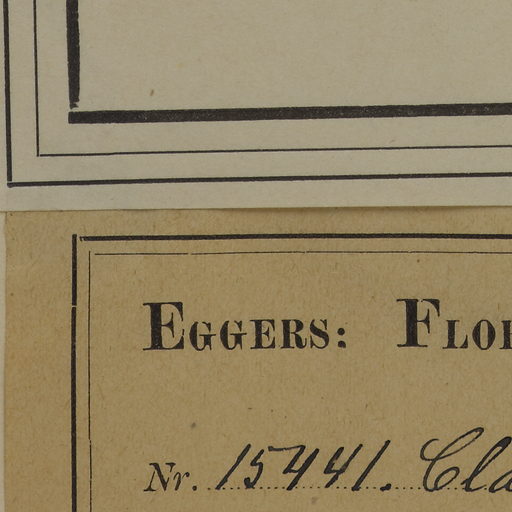 Eggers: Flo
Nr. 15441. Cla